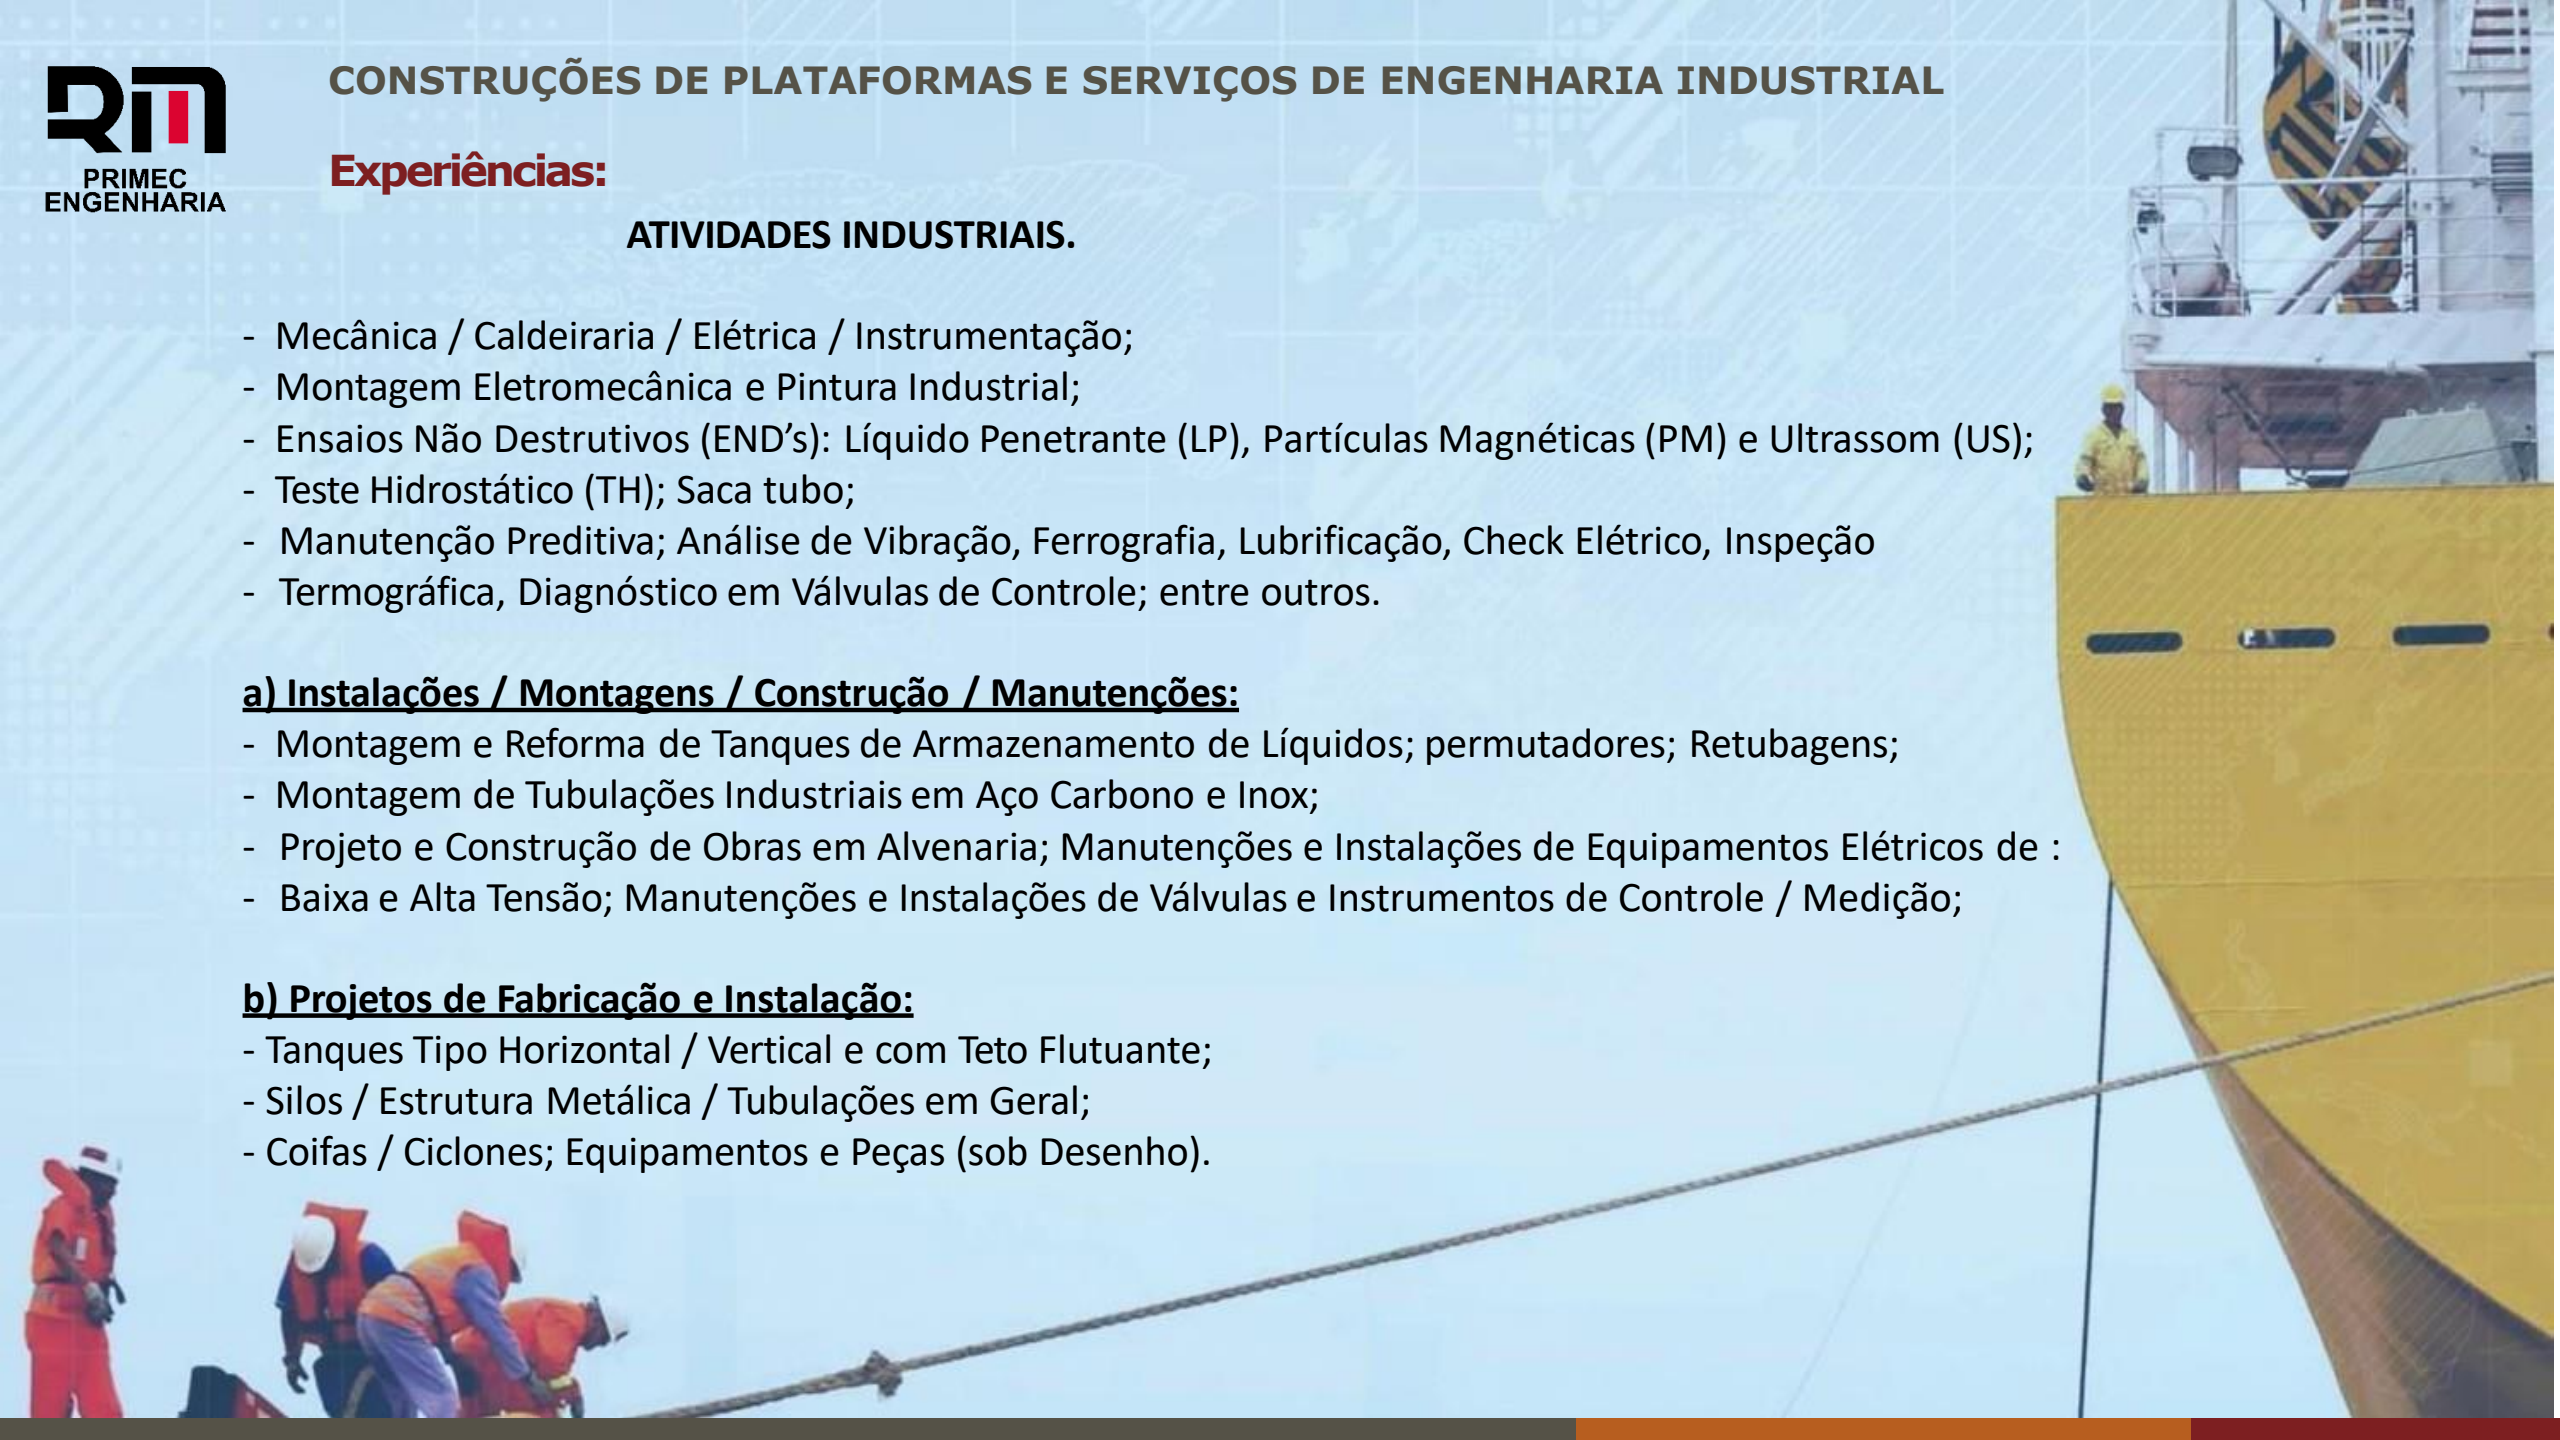 RM
PRIMEC
ENGENHARIA
CONSTRUÇÕES DE PLATAFORMAS E SERVIÇOS DE ENGENHARIA INDUSTRIAL
Experiências:
ATIVIDADES INDUSTRIAIS.
- Mecânica / Caldeiraria / Elétrica / Instrumentação;
- Montagem Eletromecânica e Pintura Industrial;
- Ensaios Não Destrutivos (END’s): Líquido Penetrante (LP), Partículas Magnéticas (PM) e Ultrassom (US);
- Teste Hidrostático (TH); Saca tubo;
- Manutenção Preditiva; Análise de Vibração, Ferrografia, Lubrificação, Check Elétrico, Inspeção
- Termográfica, Diagnóstico em Válvulas de Controle; entre outros.
a) Instalações / Montagens / Construção / Manutenções:
- Montagem e Reforma de Tanques de Armazenamento de Líquidos; permutadores; Retubagens;
- Montagem de Tubulações Industriais em Aço Carbono e Inox;
- Projeto e Construção de Obras em Alvenaria; Manutenções e Instalações de Equipamentos Elétricos de :
- Baixa e Alta Tensão; Manutenções e Instalações de Válvulas e Instrumentos de Controle / Medição;
b) Projetos de Fabricação e Instalação:
- Tanques Tipo Horizontal / Vertical e com Teto Flutuante;
- Silos / Estrutura Metálica / Tubulações em Geral;
- Coifas / Ciclones; Equipamentos e Peças (sob Desenho).